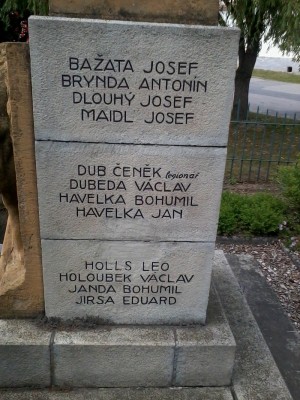 BAŽATA JOSEF
BRYNDA ANTONÍN
DLOUHÝ JOSEF
MAIDL JOSEF
DUB ČENĚK legionář
DUBEDA VÁCLAV
HAVELKA BOHUMIL
HAVELKA JAN
HOLLS LEO
HOLOUBEK VÁCLAV
JANDA BOHUMIL
JIRSA EDUARD